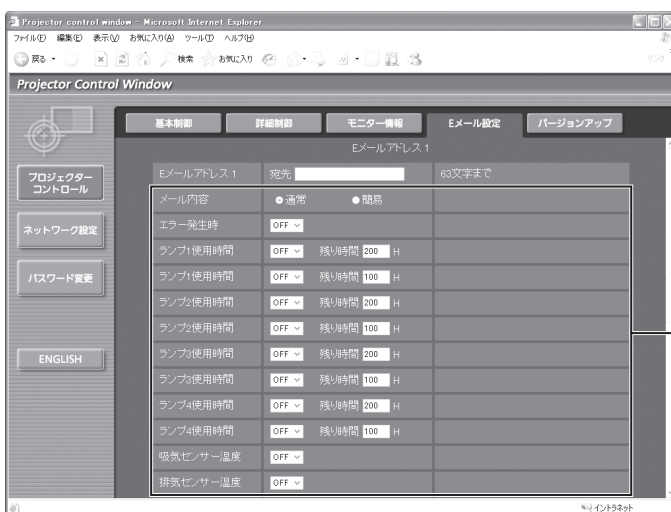 Projector control window - Microsoft Internet Explorer
ファイル(F) 編集(E) 表示(V) お気に入り(A) ツール(T) ヘルプ(H)
戻る 検索 お気に入り
Projector Control Window
基本制御 詳細制御 モニター情報 Eメール設定 バージョンアップ
Eメールアドレス 1
プロジェクター
コントロール
ネットワーク設定
パスワード変更
ENGLISH
Eメールアドレス 1 宛先 63文字まで
メール内容 通常 簡易
エラー発生時 OFF
ランプ1使用時間 OFF 残り時間 200 H
ランプ1使用時間 OFF 残り時間 100 H
ランプ2使用時間 OFF 残り時間 200 H
ランプ2使用時間 OFF 残り時間 100 H
ランプ3使用時間 OFF 残り時間 200 H
ランプ3使用時間 OFF 残り時間 100 H
ランプ4使用時間 OFF 残り時間 200 H
ランプ4使用時間 OFF 残り時間 100 H
吸気センサー温度 OFF
排気センサー温度 OFF
イントラネット